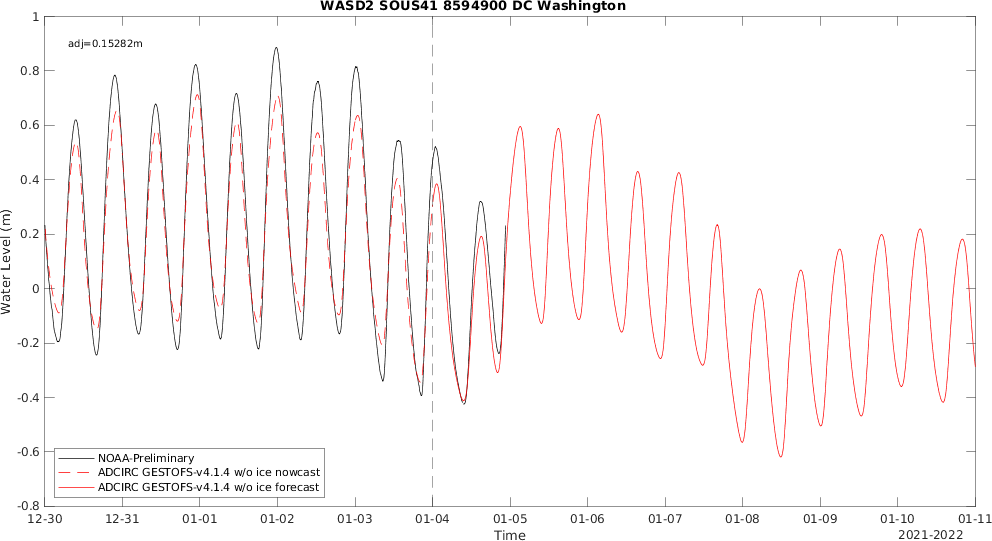 WASD2 SOUS41 8594900 DC Washington
adj=0.15282m
1
0.8
0.6
0.4
0.2
0
-0.2
-0.4
-0.6
-0.8
Water Level (m)
NOAA-Preliminary
ADCIRC GESTOFS-v4.1.4 w/o ice nowcast
ADCIRC GESTOFS-v4.1.4 w/o ice forecast
12-30 12-31 01-01 01-02 01-03 01-04 01-05 01-06 01-07 01-08 01-09 01-10 01-11
Time
2021-2022